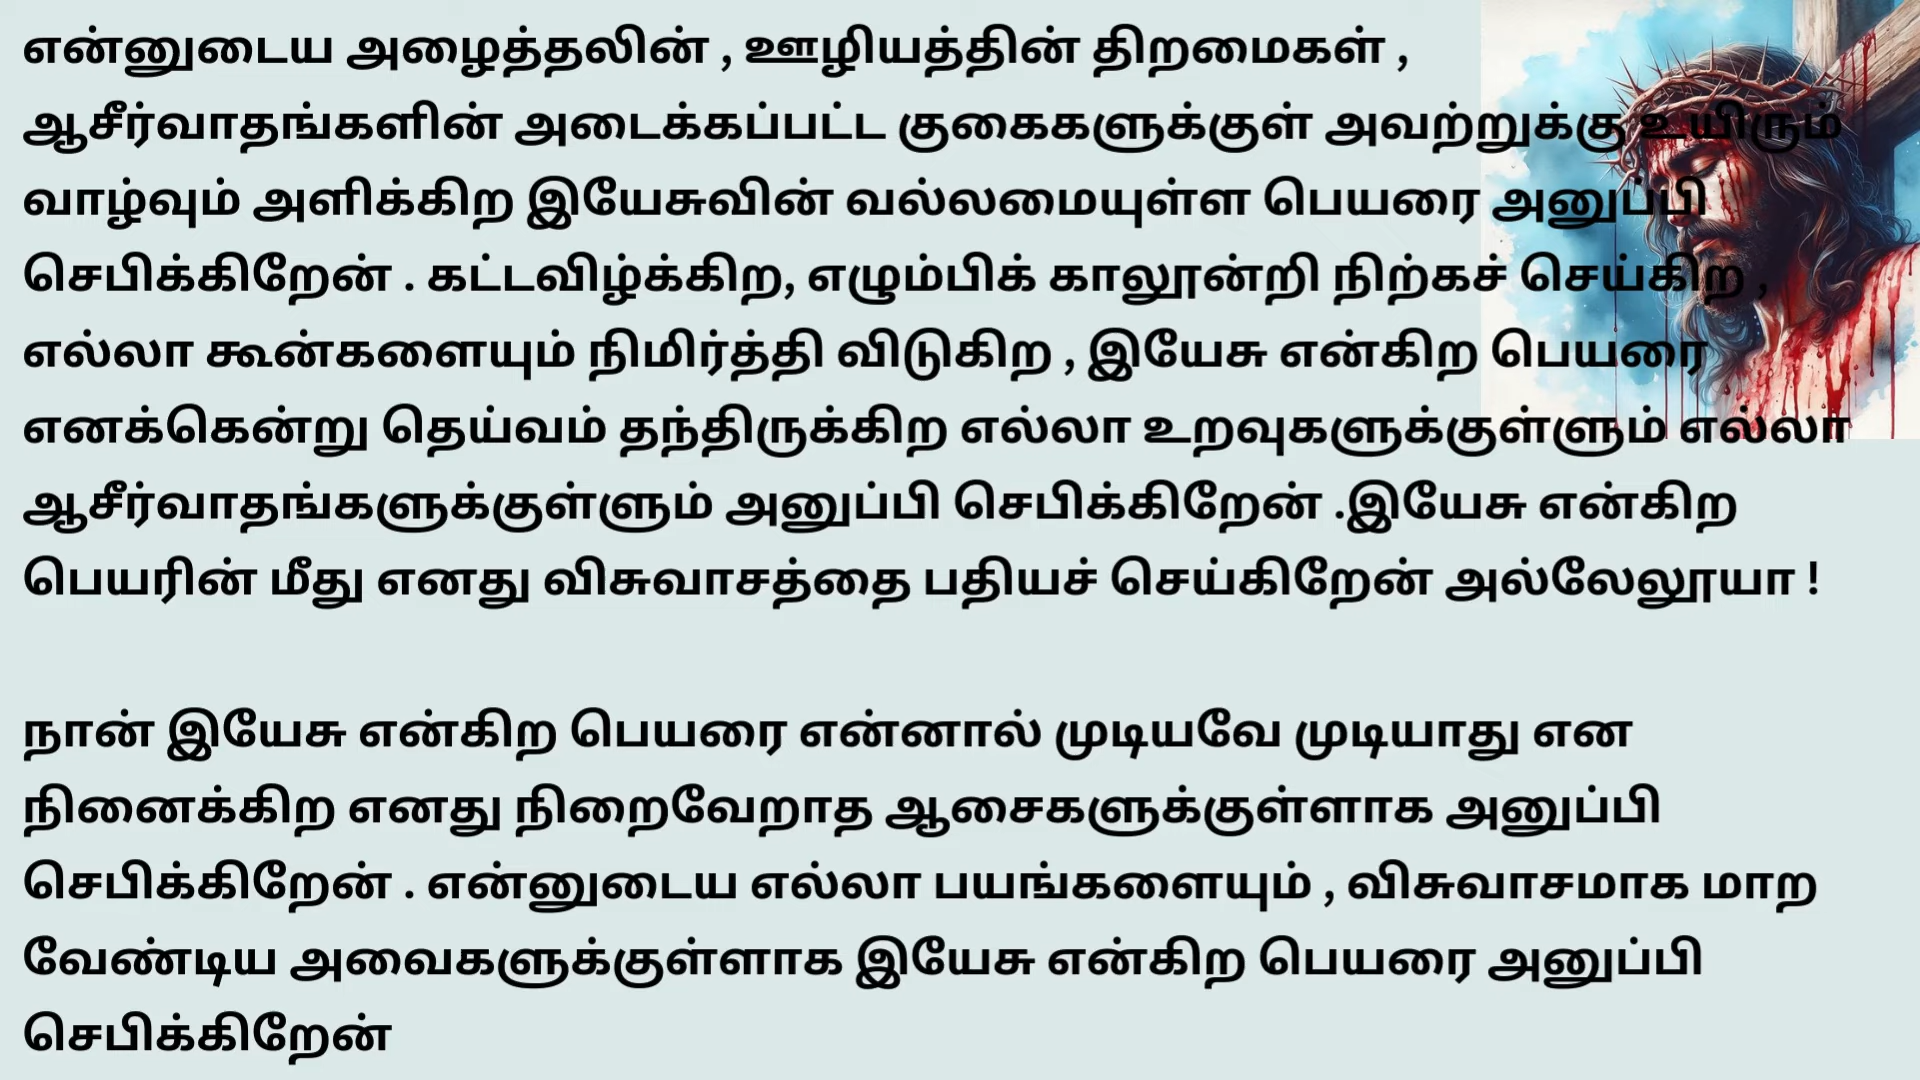 என்னுடைய அழைத்தலின் , ஊழியத்தின் திறமைகள் ,
ஆசீர்வாதங்களின் அடைக்கப்பட்ட குகைகளுக்குள் அவற்றுக்கு உயிரும்
வாழ்வும் அளிக்கிற இயேசுவின் வல்லமையுள்ள பெயரை அனுப்பி
செபிக்கிறேன் . கட்டவிழ்க்கிற, எழும்பிக் காலூன்றி நிற்கச் செய்கிற ,
எல்லா கூன்களையும் நிமிர்த்தி விடுகிற , இயேசு என்கிற பெயரை
எனக்கென்று தெய்வம் தந்திருக்கிற எல்லா உறவுகளுக்குள்ளும் எல்லா
ஆசீர்வாதங்களுக்குள்ளும் அனுப்பி செபிக்கிறேன் .இயேசு என்கிற
பெயரின் மீது எனது விசுவாசத்தை பதியச் செய்கிறேன் அல்லேலூயா !
நான் இயேசு என்கிற பெயரை என்னால் முடியவே முடியாது என
நினைக்கிற எனது நிறைவேறாத ஆசைகளுக்குள்ளாக அனுப்பி
செபிக்கிறேன் . என்னுடைய எல்லா பயங்களையும் , விசுவாசமாக மாற
வேண்டிய அவைகளுக்குள்ளாக இயேசு என்கிற பெயரை அனுப்பி
செபிக்கிறேன்